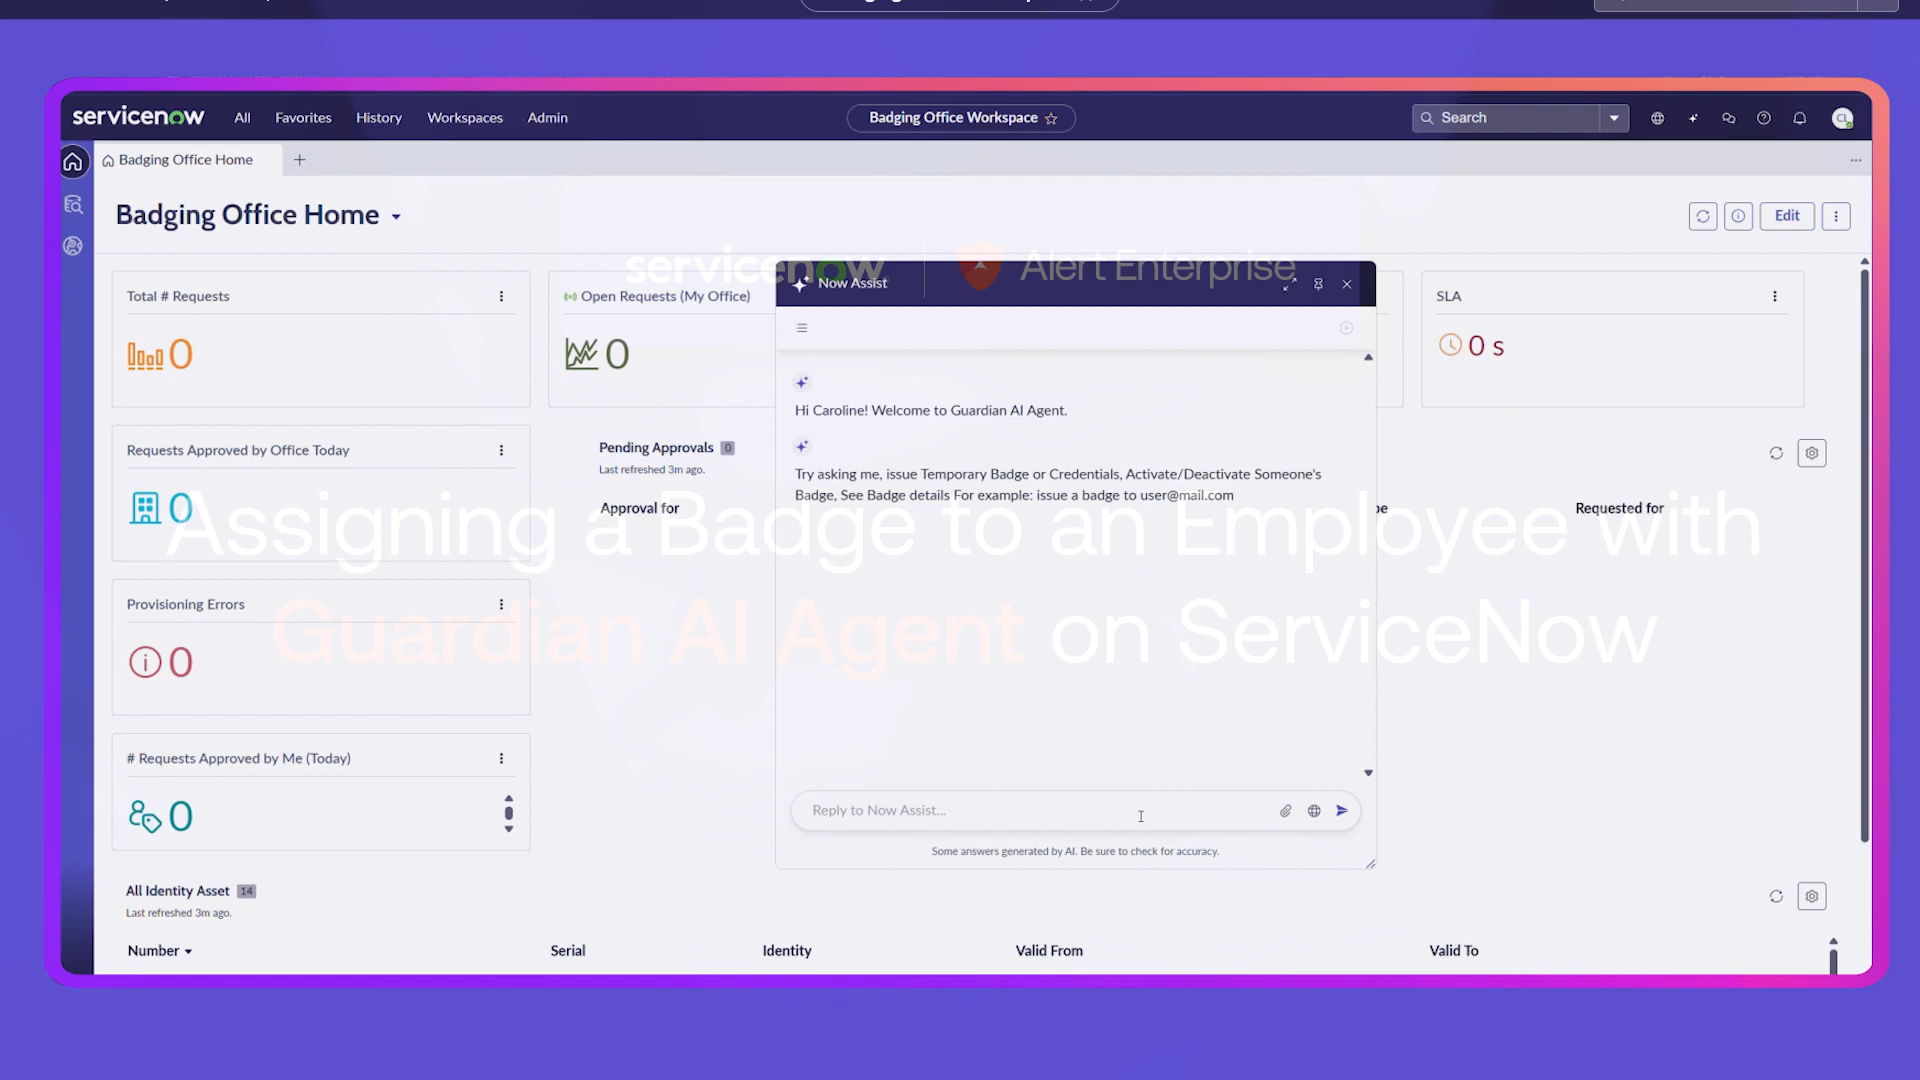 servicenow
All
Favorites
History
Workspaces
Admin
Badging Office Workspace
Search
CL
Badging Office Home
Badging Office Home
Edit
servicenow
Alert Enterprise
Total # Requests
0
Open Requests (My Office)
0
SLA
0 s
Now Assist
Hi Caroline! Welcome to Guardian AI Agent.
Try asking me, issue Temporary Badge or Credentials, Activate/Deactivate Someone's
Badge, See Badge details For example: issue a badge to user@mail.com
Requests Approved by Office Today
0
Pending Approvals 0
Last refreshed 3m ago.
Approval for
Requested for
Assigning a Badge to an Employee with
Guardian AI Agent on ServiceNow
Provisioning Errors
0
# Requests Approved by Me (Today)
0
Reply to Now Assist...
Some answers generated by AI. Be sure to check for accuracy.
All Identity Asset 14
Last refreshed 3m ago.
Number
Serial
Identity
Valid From
Valid To